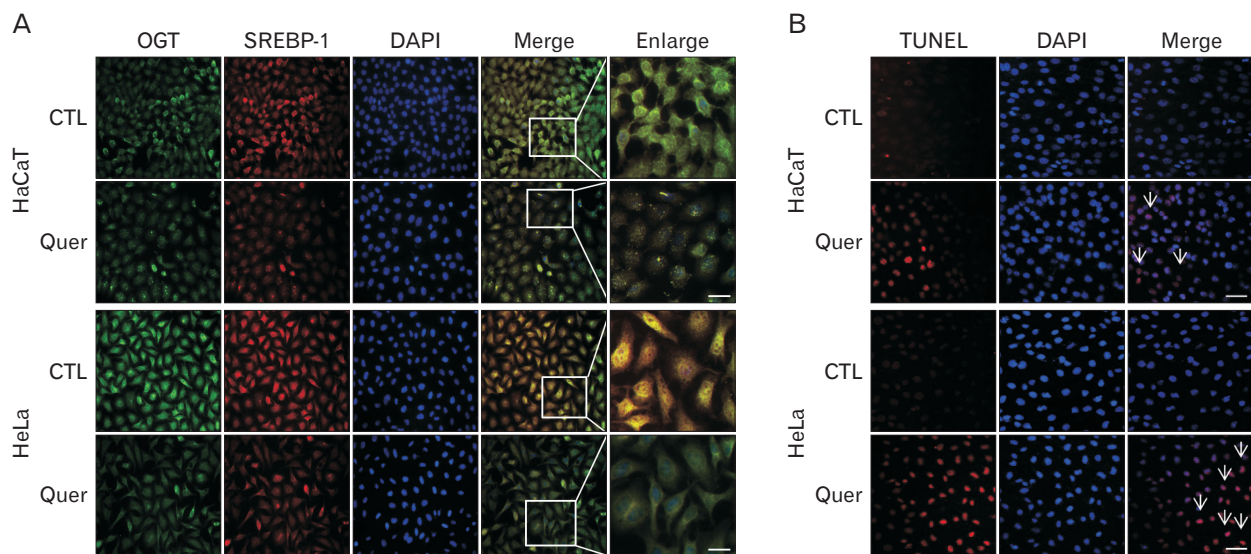 A
OGT SREBP-1 DAPI Merge Enlarge
HaCaT
CTL
Quer
HeLa
CTL
Quer
B
TUNEL DAPI Merge
HaCaT
CTL
Quer
HeLa
CTL
Quer